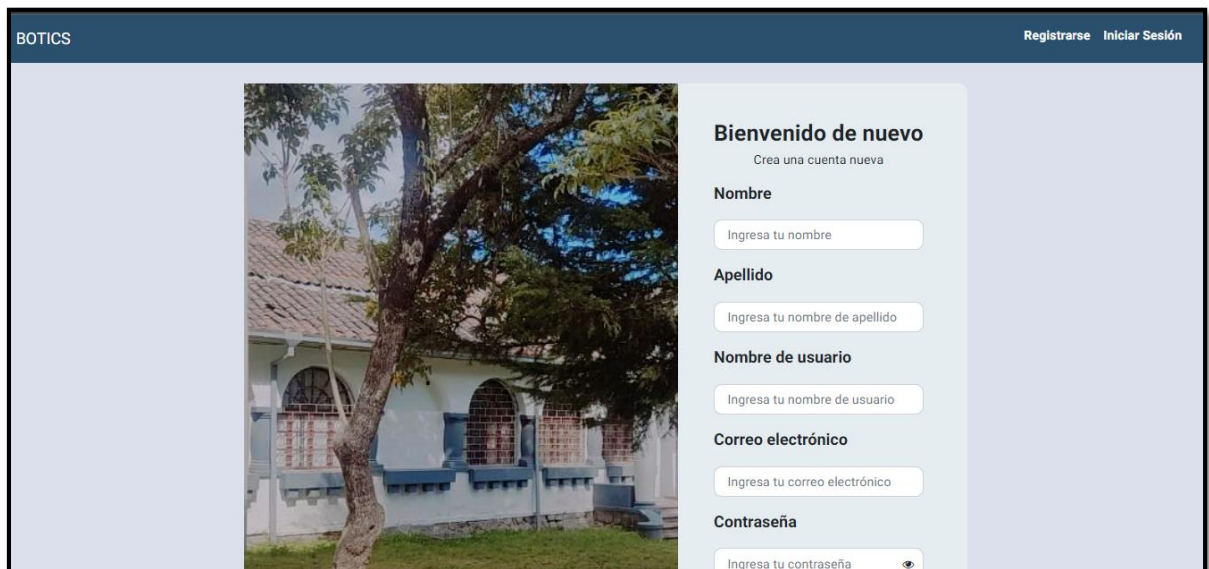 BOTICS
Registrarse Iniciar Sesión
Bienvenido de nuevo
Crea una cuenta nueva
Nombre
Ingresa tu nombre
Apellido
Ingresa tu nombre de apellido
Nombre de usuario
Ingresa tu nombre de usuario
Correo electrónico
Ingresa tu correo electrónico
Contraseña
Ingresa tu contraseña